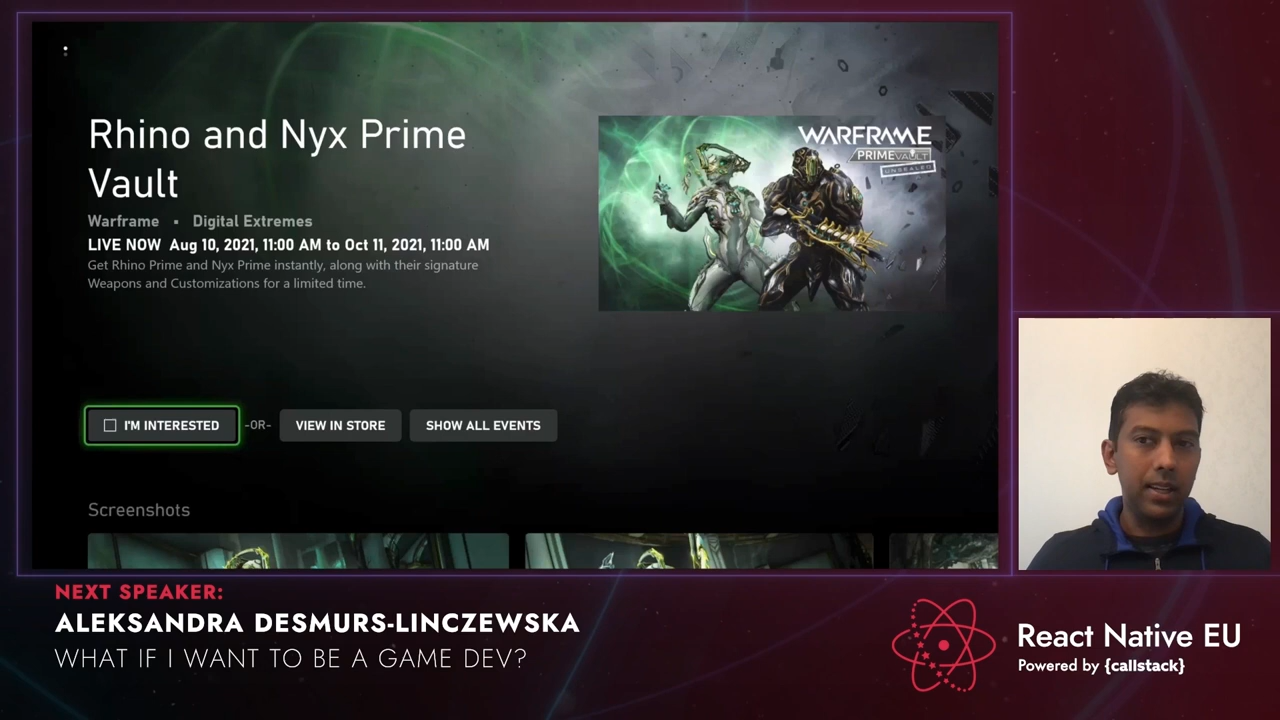 Rhino and Nyx Prime
Vault
Warframe ▪ Digital Extremes
LIVE NOW Aug 10, 2021, 11:00 AM to Oct 11, 2021, 11:00 AM
Get Rhino Prime and Nyx Prime instantly, along with their signature
Weapons and Customizations for a limited time.
WARFRAME
PRIME VAULT
UNSEALED
I'M INTERESTED -OR- VIEW IN STORE SHOW ALL EVENTS
Screenshots
NEXT SPEAKER:
ALEKSANDRA DESMURS-LINCZEWSKA
WHAT IF I WANT TO BE A GAME DEV?
React Native EU
Powered by {callstack}